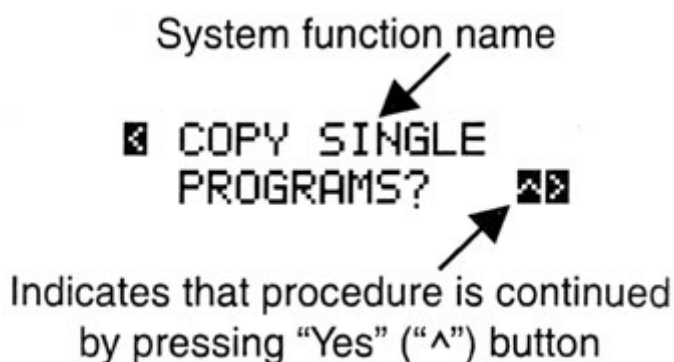 System function name
< COPY SINGLE
PROGRAMS? ^>
Indicates that procedure is continued
by pressing “Yes” (“^”) button